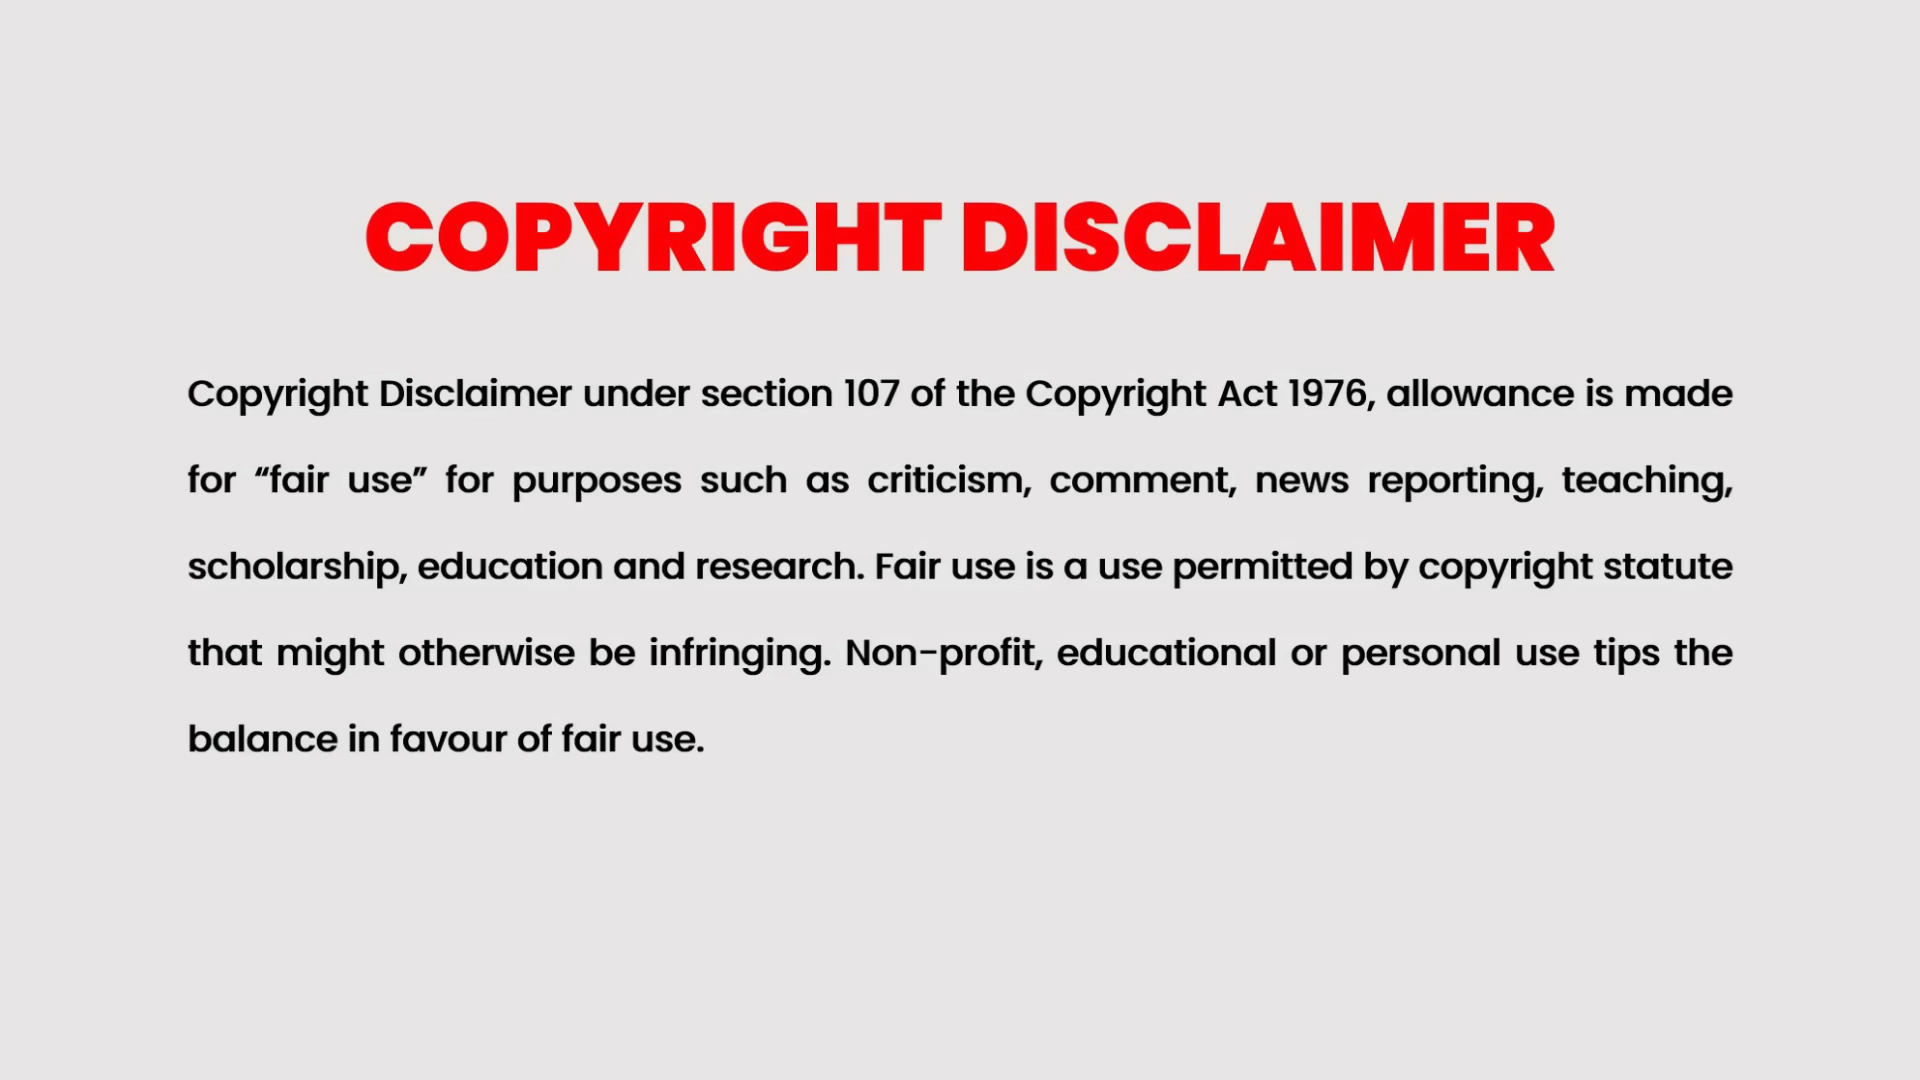 COPYRIGHT DISCLAIMER
Copyright Disclaimer under section 107 of the Copyright Act 1976, allowance is made
for “fair use” for purposes such as criticism, comment, news reporting, teaching,
scholarship, education and research. Fair use is a use permitted by copyright statute
that might otherwise be infringing. Non-profit, educational or personal use tips the
balance in favour of fair use.